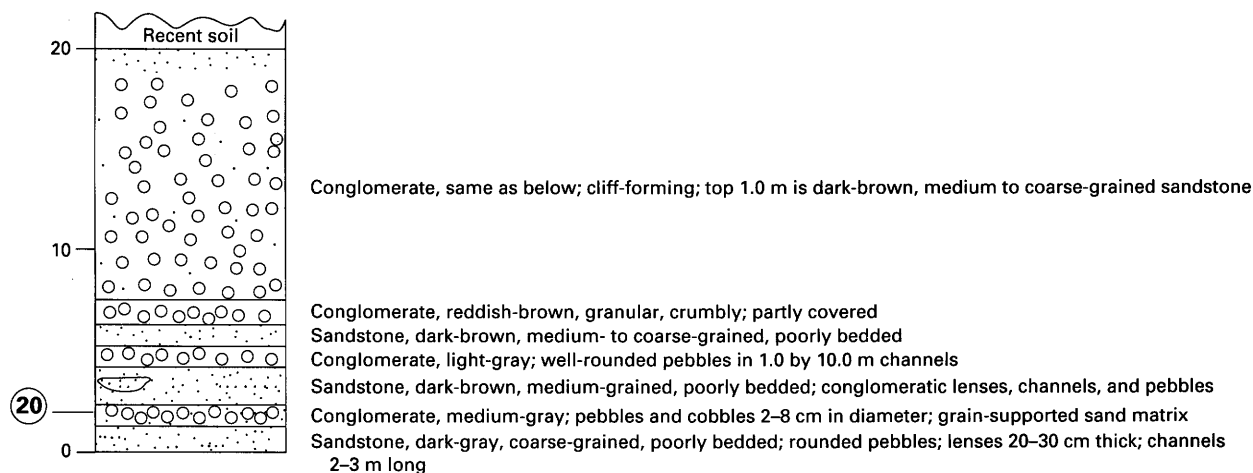 Recent soil
20
Conglomerate, same as below; cliff-forming; top 1.0 m is dark-brown, medium to coarse-grained sandstone
10
Conglomerate, reddish-brown, granular, crumbly; partly covered
Sandstone, dark-brown, medium- to coarse-grained, poorly bedded
Conglomerate, light-gray; well-rounded pebbles in 1.0 by 10.0 m channels
Sandstone, dark-brown, medium-grained, poorly bedded; conglomeratic lenses, channels, and pebbles
20
Conglomerate, medium-gray; pebbles and cobbles 2–8 cm in diameter; grain-supported sand matrix
0
Sandstone, dark-gray, coarse-grained, poorly bedded; rounded pebbles; lenses 20–30 cm thick; channels
2–3 m long